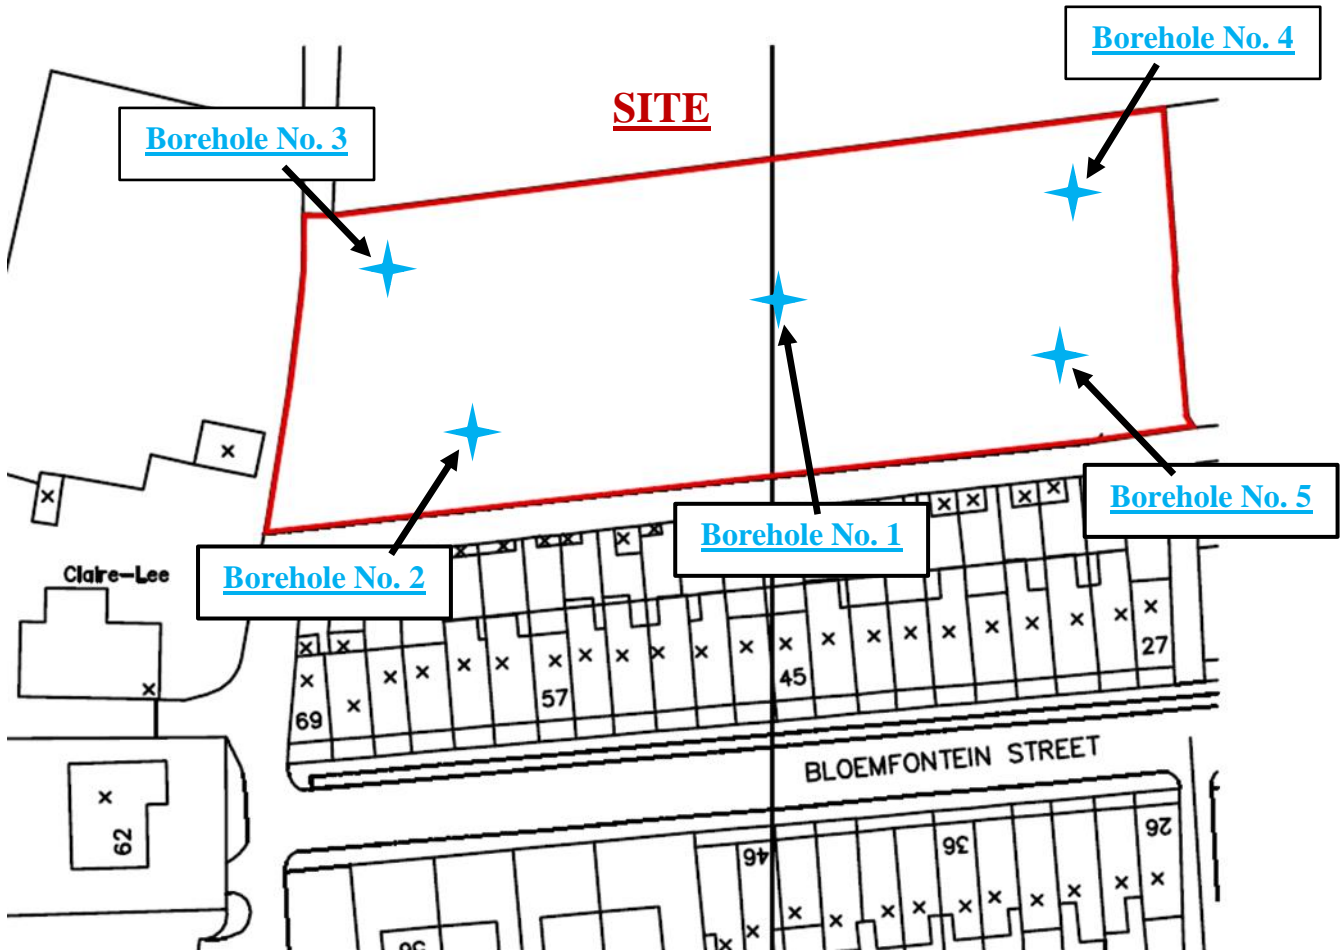 Borehole No. 4
SITE
Borehole No. 3
Borehole No. 5
Borehole No. 1
Borehole No. 2
Claire-Lee
27
45
57
69
BLOEMFONTEIN STREET
62
46
36
26